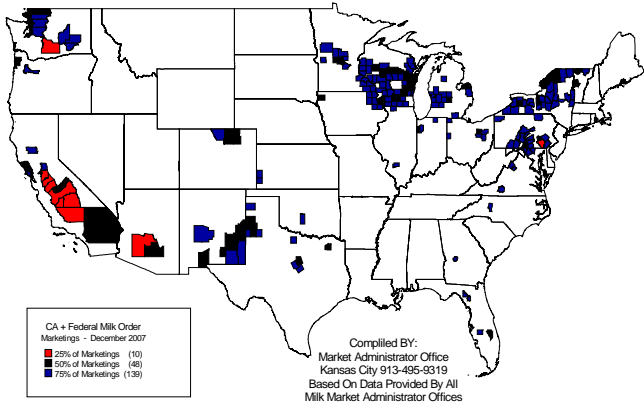 CA + Federal Milk Order
Marketings - December 2007
25% of Marketings (10)
50% of Marketings (48)
75% of Marketings (139)
Compliled BY:
Market Administrator Office
Kansas City 913-495-9319
Based On Data Provided By All
Milk Market Administrator Offices